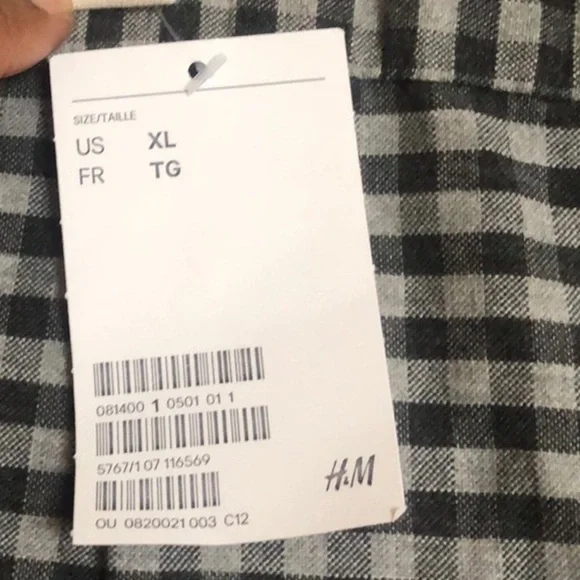 SIZE/TAILLE
US XL
FR TG
081400 1 0501 01 1
5767/1 07 116569
OU 0820021 003 C12
H&M